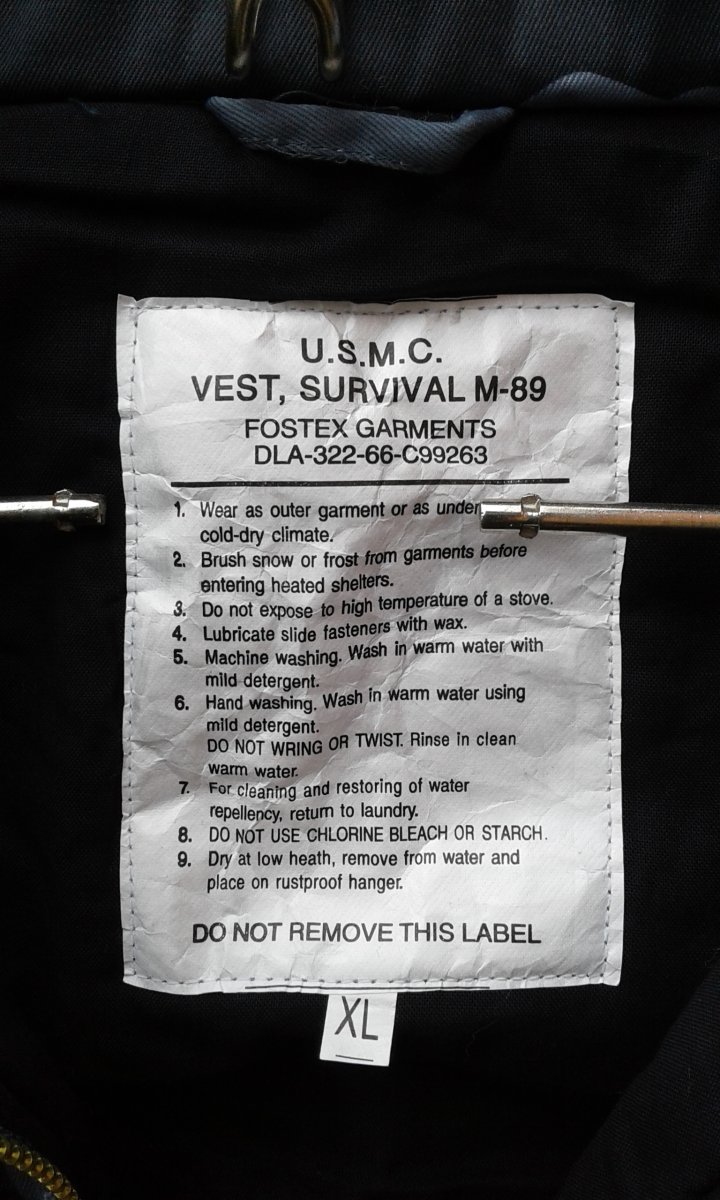 U.S.M.C.
VEST, SURVIVAL M-89
FOSTEX GARMENTS
DLA-322-66-C99263
1. Wear as outer garment or as under
cold-dry climate.
2. Brush snow or frost from garments before
entering heated shelters.
3. Do not expose to high temperature of a stove.
4. Lubricate slide fasteners with wax.
5. Machine washing. Wash in warm water with
mild detergent.
6. Hand washing. Wash in warm water using
mild detergent.
DO NOT WRING OR TWIST. Rinse in clean
warm water.
7. For cleaning and restoring of water
repellency, return to laundry.
8. DO NOT USE CHLORINE BLEACH OR STARCH.
9. Dry at low heath, remove from water and
place on rustproof hanger.
DO NOT REMOVE THIS LABEL
XL